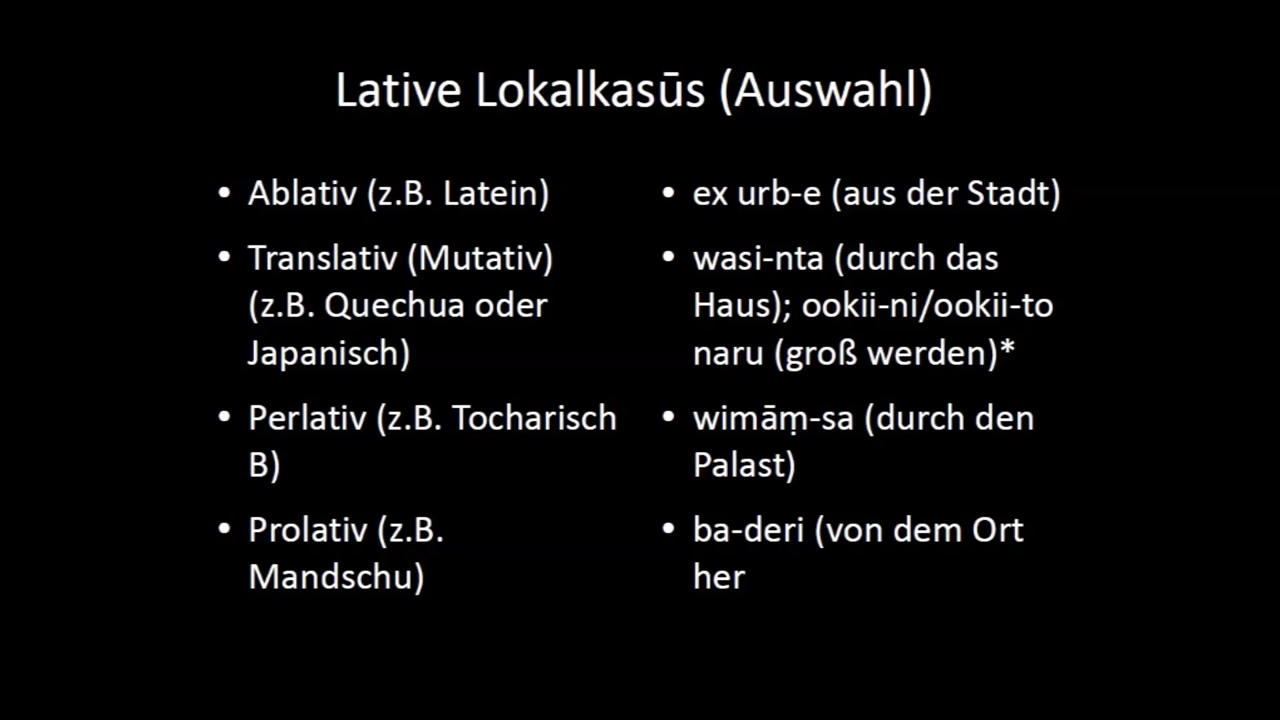 Lative Lokalkasūs (Auswahl)
• Ablativ (z.B. Latein)
• Translativ (Mutativ)
(z.B. Quechua oder
Japanisch)
• Perlativ (z.B. Tocharisch
B)
• Prolativ (z.B.
Mandschu)
• ex urb-e (aus der Stadt)
• wasi-nta (durch das
Haus); ookii-ni/ookii-to
naru (groß werden)*
• wimāṃ-sa (durch den
Palast)
• ba-deri (von dem Ort
her